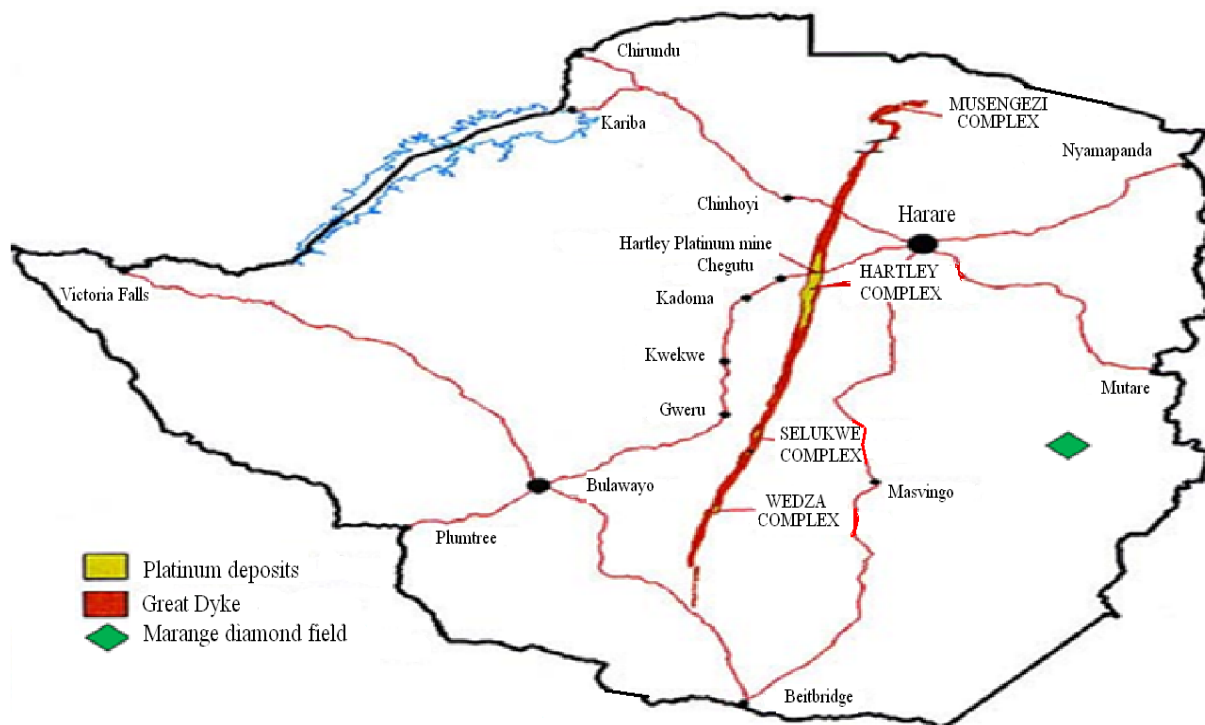 Chirundu
MUSENGEZI
COMPLEX
Kariba
Nyamapanda
Chinhoyi
Harare
Hartley Platinum mine
Chegutu
HARTLEY
COMPLEX
Victoria Falls
Kadoma
Kwekwe
Mutare
Gweru
SELUKWE
COMPLEX
Bulawayo
Masvingo
WEDZA
COMPLEX
Plumtree
Platinum deposits
Great Dyke
Marange diamond field
Beitbridge